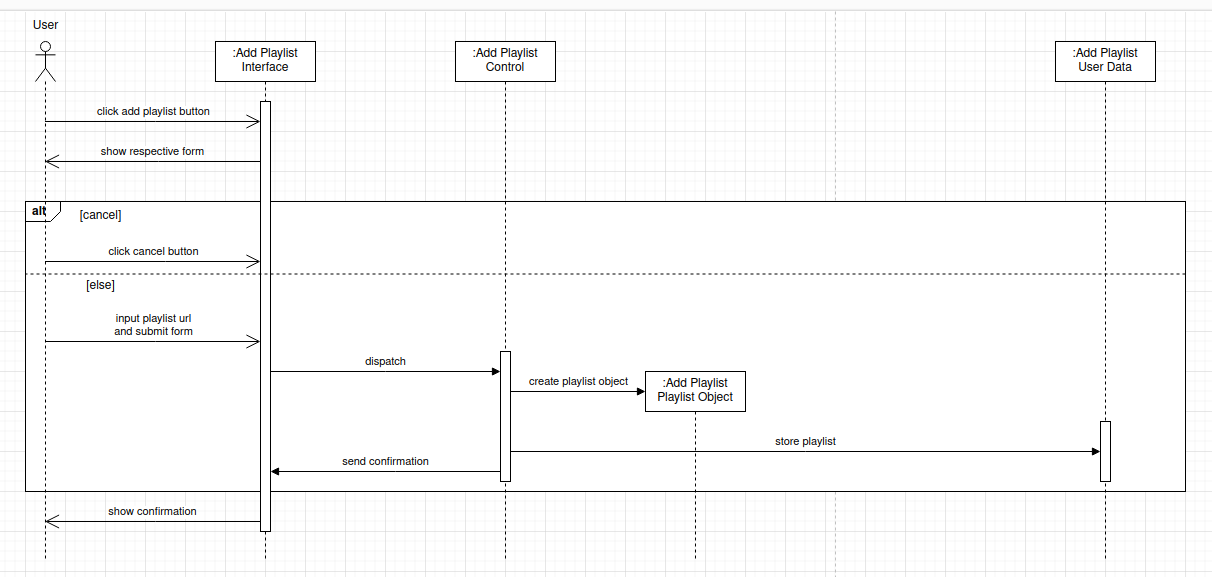 User
:Add Playlist
Interface
:Add Playlist
Control
:Add Playlist
User Data
click add playlist button
show respective form
alt
[cancel]
click cancel button
[else]
input playlist url
and submit form
dispatch
create playlist object
:Add Playlist
Playlist Object
store playlist
send confirmation
show confirmation